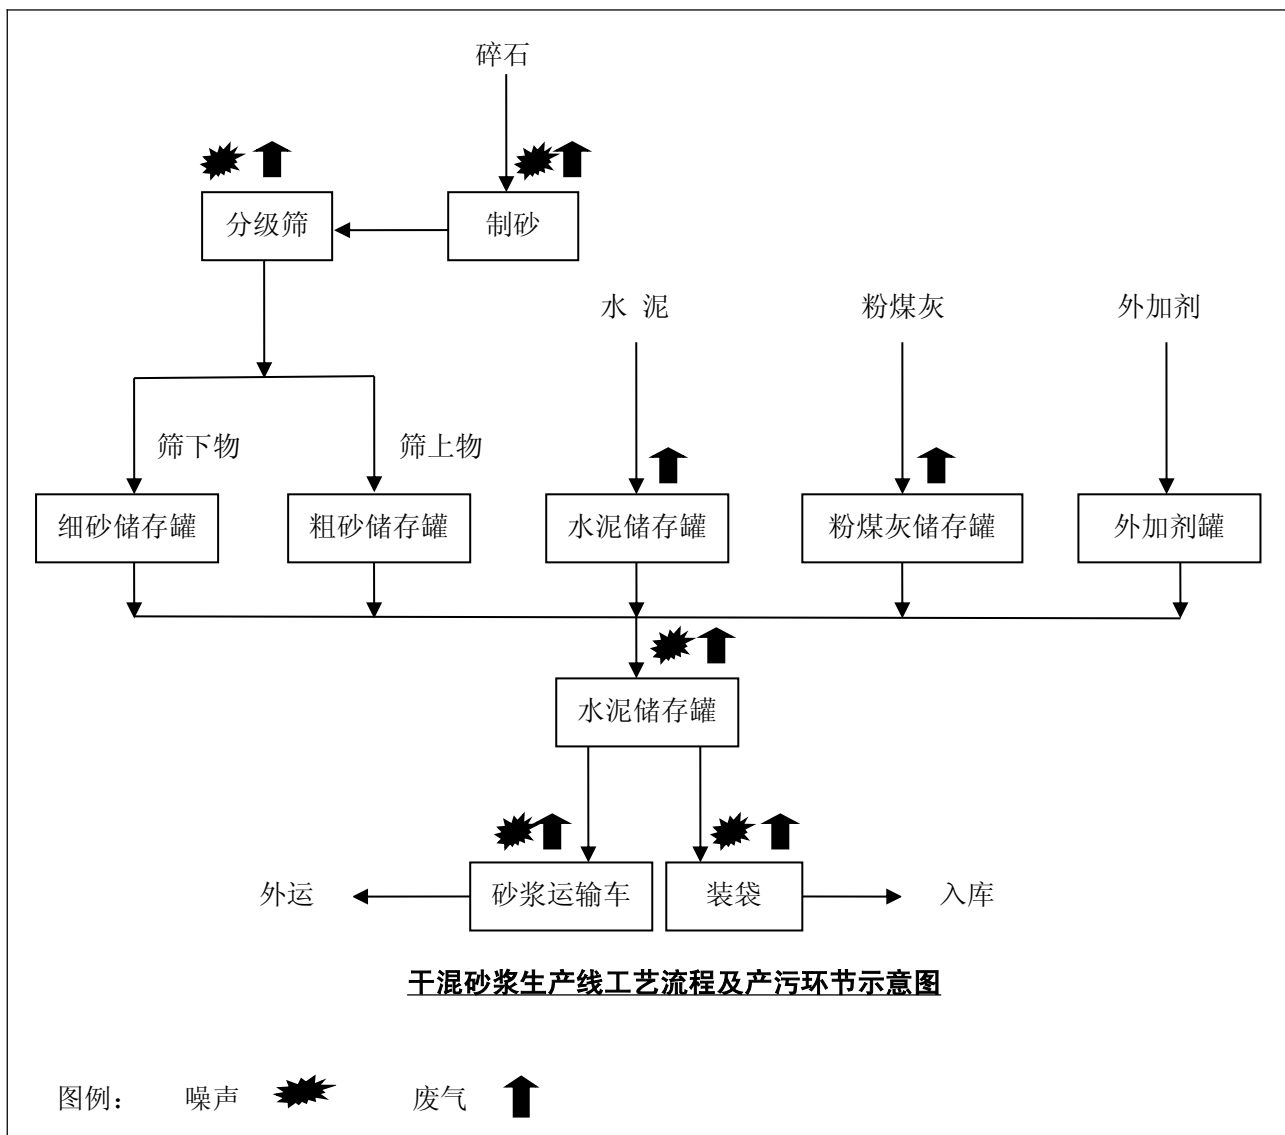 碎石
分级筛
制砂
水 泥
粉煤灰
外加剂
筛下物
筛上物
细砂储存罐
粗砂储存罐
水泥储存罐
粉煤灰储存罐
外加剂罐
水泥储存罐
外运
砂浆运输车
装袋
入库
干混砂浆生产线工艺流程及产污环节示意图
图例： 噪声 废气